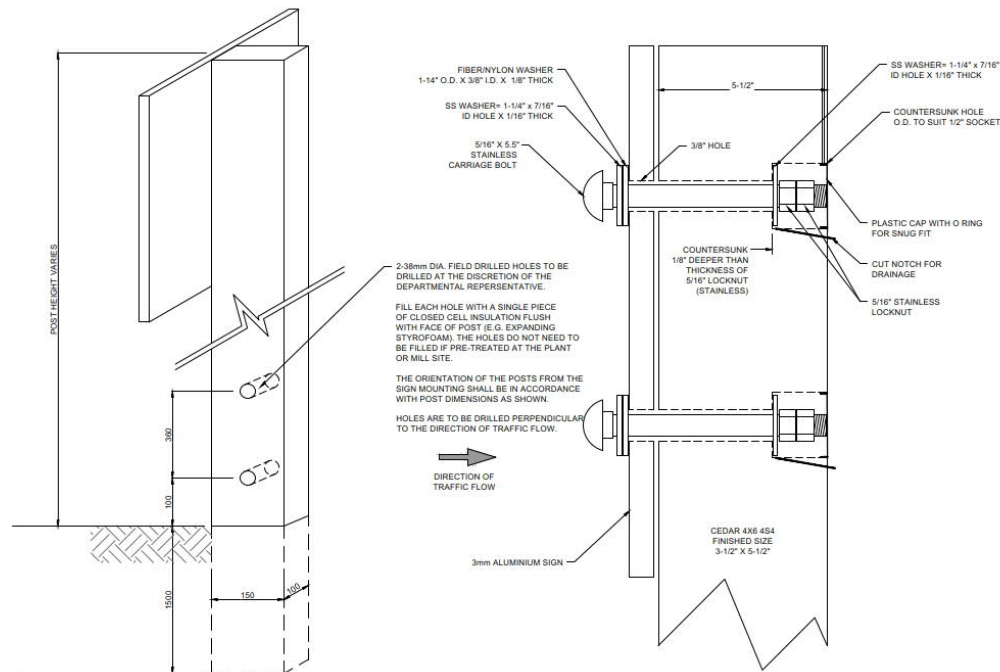 POST HEIGHT VARIES
360
100
1500
150
100
2-38mm DIA. FIELD DRILLED HOLES TO BE
DRILLED AT THE DISCRETION OF THE
DEPARTMENTAL REPERSENTATIVE.
FILL EACH HOLE WITH A SINGLE PIECE
OF CLOSED CELL INSULATION FLUSH
WITH FACE OF POST (E.G. EXPANDING
STYROFOAM). THE HOLES DO NOT NEED TO
BE FILLED IF PRE-TREATED AT THE PLANT
OR MILL SITE.
THE ORIENTATION OF THE POSTS FROM THE
SIGN MOUNTING SHALL BE IN ACCORDANCE
WITH POST DIMENSIONS AS SHOWN.
HOLES ARE TO BE DRILLED PERPENDICULAR
TO THE DIRECTION OF TRAFFIC FLOW.
DIRECTION OF
TRAFFIC FLOW
FIBER/NYLON WASHER
1-14" O.D. X 3/8" I.D. X 1/8" THICK
SS WASHER= 1-1/4" x 7/16"
ID HOLE X 1/16" THICK
5/16" X 5.5"
STAINLESS
CARRIAGE BOLT
5-1/2"
3/8" HOLE
SS WASHER= 1-1/4" x 7/16"
ID HOLE X 1/16" THICK
COUNTERSUNK HOLE
O.D. TO SUIT 1/2" SOCKET
PLASTIC CAP WITH O RING
FOR SNUG FIT
CUT NOTCH FOR
DRAINAGE
5/16" STAINLESS
LOCKNUT
COUNTERSUNK
1/8" DEEPER THAN
THICKNESS OF
5/16" LOCKNUT
(STAINLESS)
3mm ALUMINIUM SIGN
CEDAR 4X6 4S4
FINISHED SIZE
3-1/2" X 5-1/2"